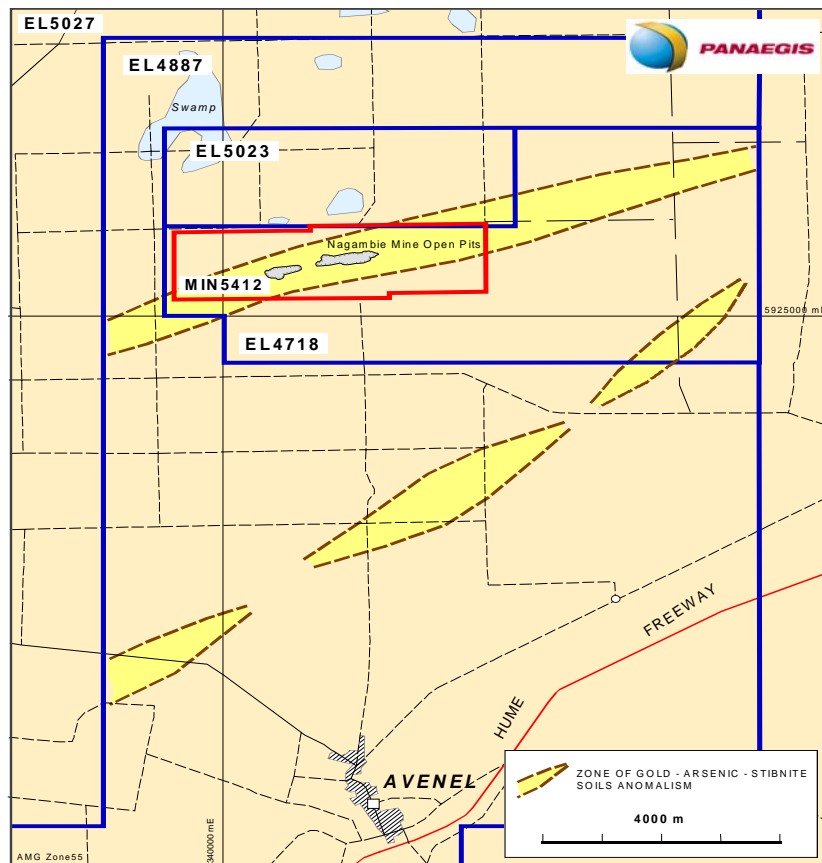 EL5027
PANAEGIS
EL4887
Swamp
EL5023
Nagambie Mine Open Pits
MIN5412
5925000 mN
EL4718
FREEWAY
HUME
AVENEL
ZONE OF GOLD - ARSENIC - STIBNITE
SOILS ANOMALISM
4000 m
340000 mE
AMG Zone55